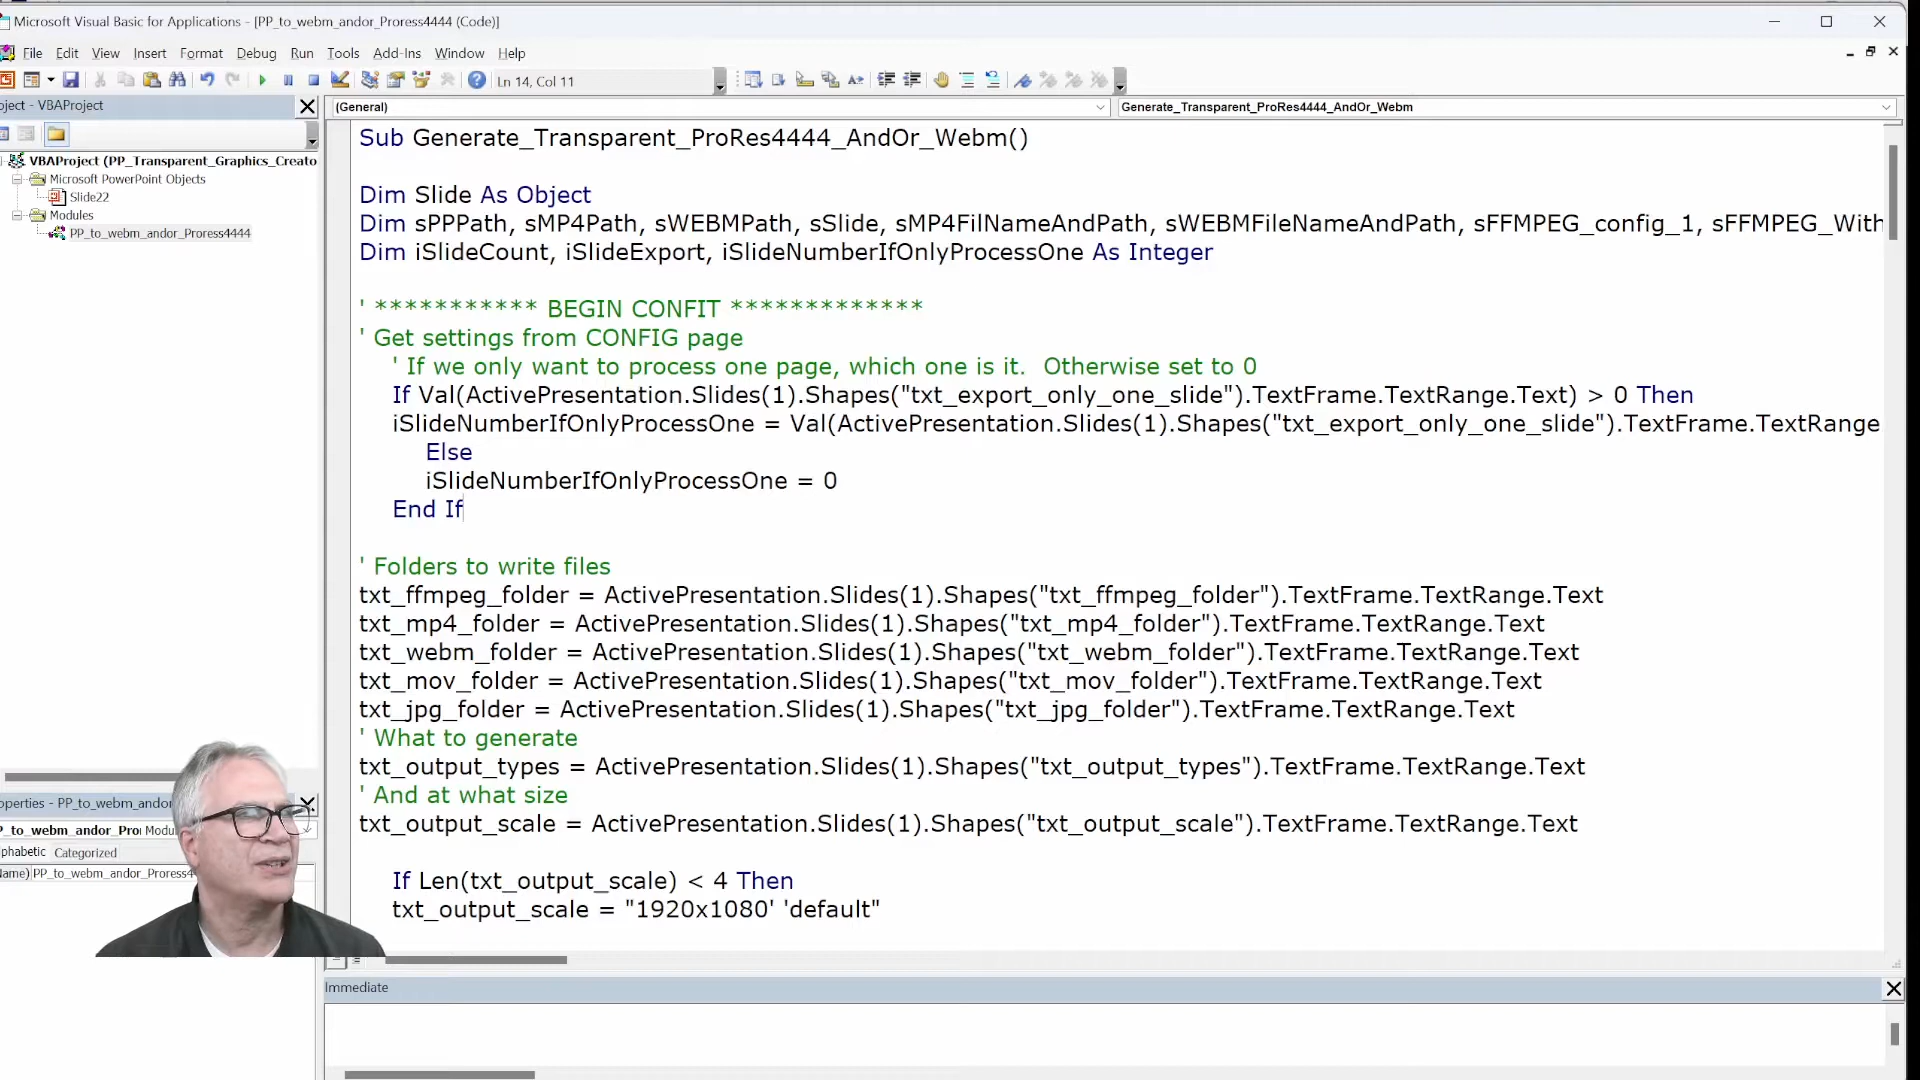 Microsoft Visual Basic for Applications - [PP_to_webm_andor_Proress4444 (Code)]
File Edit View Insert Format Debug Run Tools Add-Ins Window Help
Ln 14, Col 11
oject - VBAProject
(General)
Generate_Transparent_ProRes4444_AndOr_Webm
VBAProject (PP_Transparent_Graphics_Creato
Microsoft PowerPoint Objects
Slide22
Modules
PP_to_webm_andor_Proress4444
Sub Generate_Transparent_ProRes4444_AndOr_Webm()
Dim Slide As Object
Dim sPPPath, sMP4Path, sWEBMPath, sSlide, sMP4FilNameAndPath, sWEBMFileNameAndPath, sFFMPEG_config_1, sFFMPEG_With
Dim iSlideCount, iSlideExport, iSlideNumberIfOnlyProcessOne As Integer
' *********** BEGIN CONFIT *************
' Get settings from CONFIG page
' If we only want to process one page, which one is it.  Otherwise set to 0
If Val(ActivePresentation.Slides(1).Shapes("txt_export_only_one_slide").TextFrame.TextRange.Text) > 0 Then
iSlideNumberIfOnlyProcessOne = Val(ActivePresentation.Slides(1).Shapes("txt_export_only_one_slide").TextFrame.TextRange
Else
iSlideNumberIfOnlyProcessOne = 0
End If
' Folders to write files
txt_ffmpeg_folder = ActivePresentation.Slides(1).Shapes("txt_ffmpeg_folder").TextFrame.TextRange.Text
txt_mp4_folder = ActivePresentation.Slides(1).Shapes("txt_mp4_folder").TextFrame.TextRange.Text
txt_webm_folder = ActivePresentation.Slides(1).Shapes("txt_webm_folder").TextFrame.TextRange.Text
txt_mov_folder = ActivePresentation.Slides(1).Shapes("txt_mov_folder").TextFrame.TextRange.Text
txt_jpg_folder = ActivePresentation.Slides(1).Shapes("txt_jpg_folder").TextFrame.TextRange.Text
' What to generate
txt_output_types = ActivePresentation.Slides(1).Shapes("txt_output_types").TextFrame.TextRange.Text
' And at what size
txt_output_scale = ActivePresentation.Slides(1).Shapes("txt_output_scale").TextFrame.TextRange.Text
If Len(txt_output_scale) < 4 Then
txt_output_scale = "1920x1080' 'default"
operties - PP_to_webm_andor
P_to_webm_andor_Pro Modu
phabetic Categorized
Name) PP_to_webm_andor_Proress4
Immediate